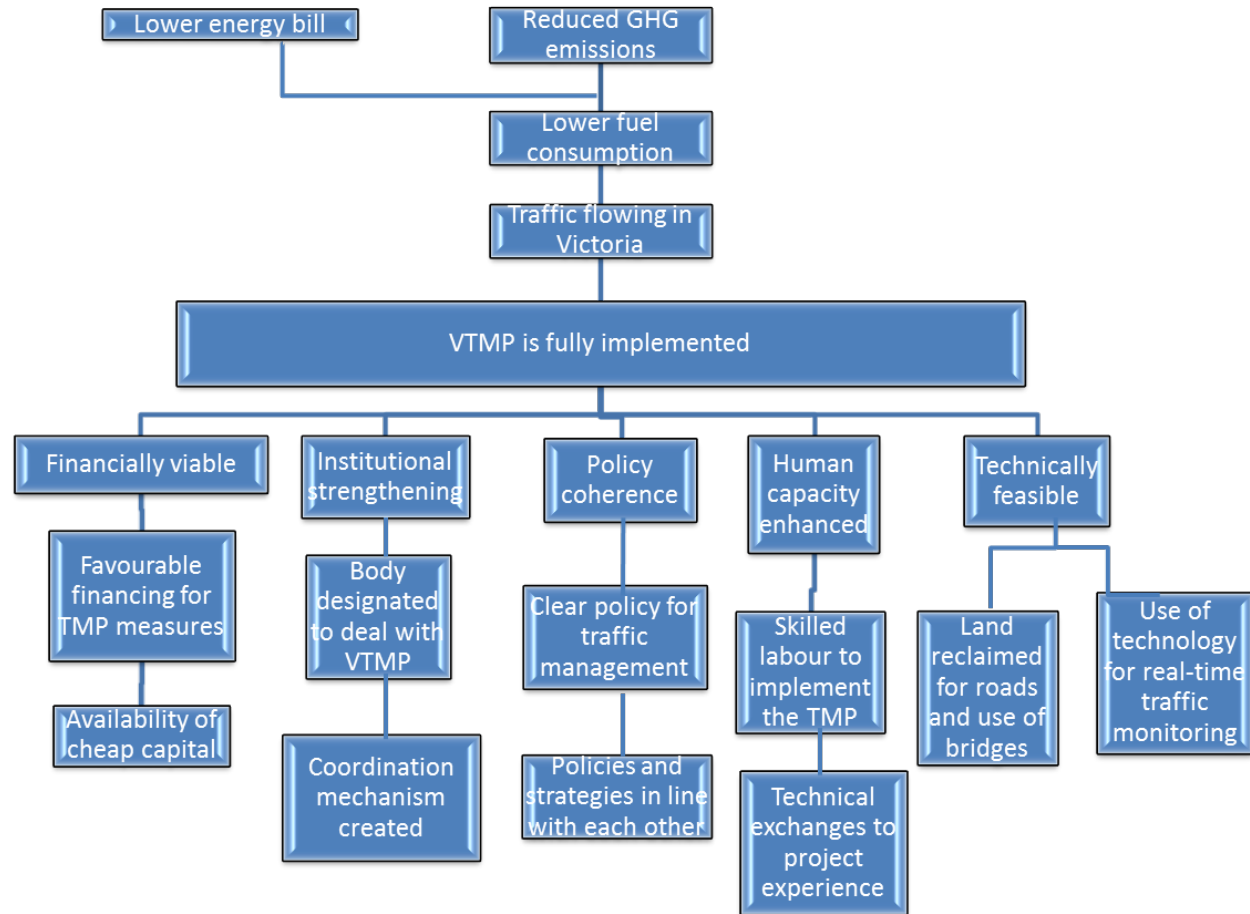 Lower energy bill
Reduced GHG
emissions
Lower fuel
consumption
Traffic flowing in
Victoria
VTMP is fully implemented
Financially viable
Institutional
strengthening
Policy
coherence
Human
capacity
enhanced
Technically
feasible
Favourable
financing for
TMP measures
Body
designated
to deal with
VTMP
Clear policy for
traffic
management
Skilled
labour to
implement
the TMP
Land
reclaimed
for roads
and use of
bridges
Use of
technology
for real-time
traffic
monitoring
Availability of
cheap capital
Coordination
mechanism
created
Policies and
strategies in line
with each other
Technical
exchanges to
project
experience